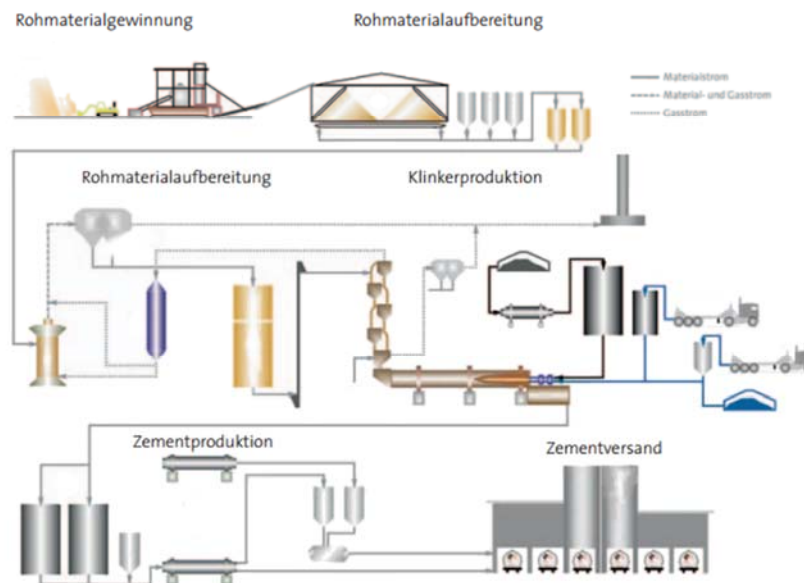 Rohmaterialgewinnung
Rohmaterialaufbereitung
Materialstrom
Material- und Gasstrom
Gasstrom
Rohmaterialaufbereitung
Klinkerproduktion
Zementproduktion
Zementversand